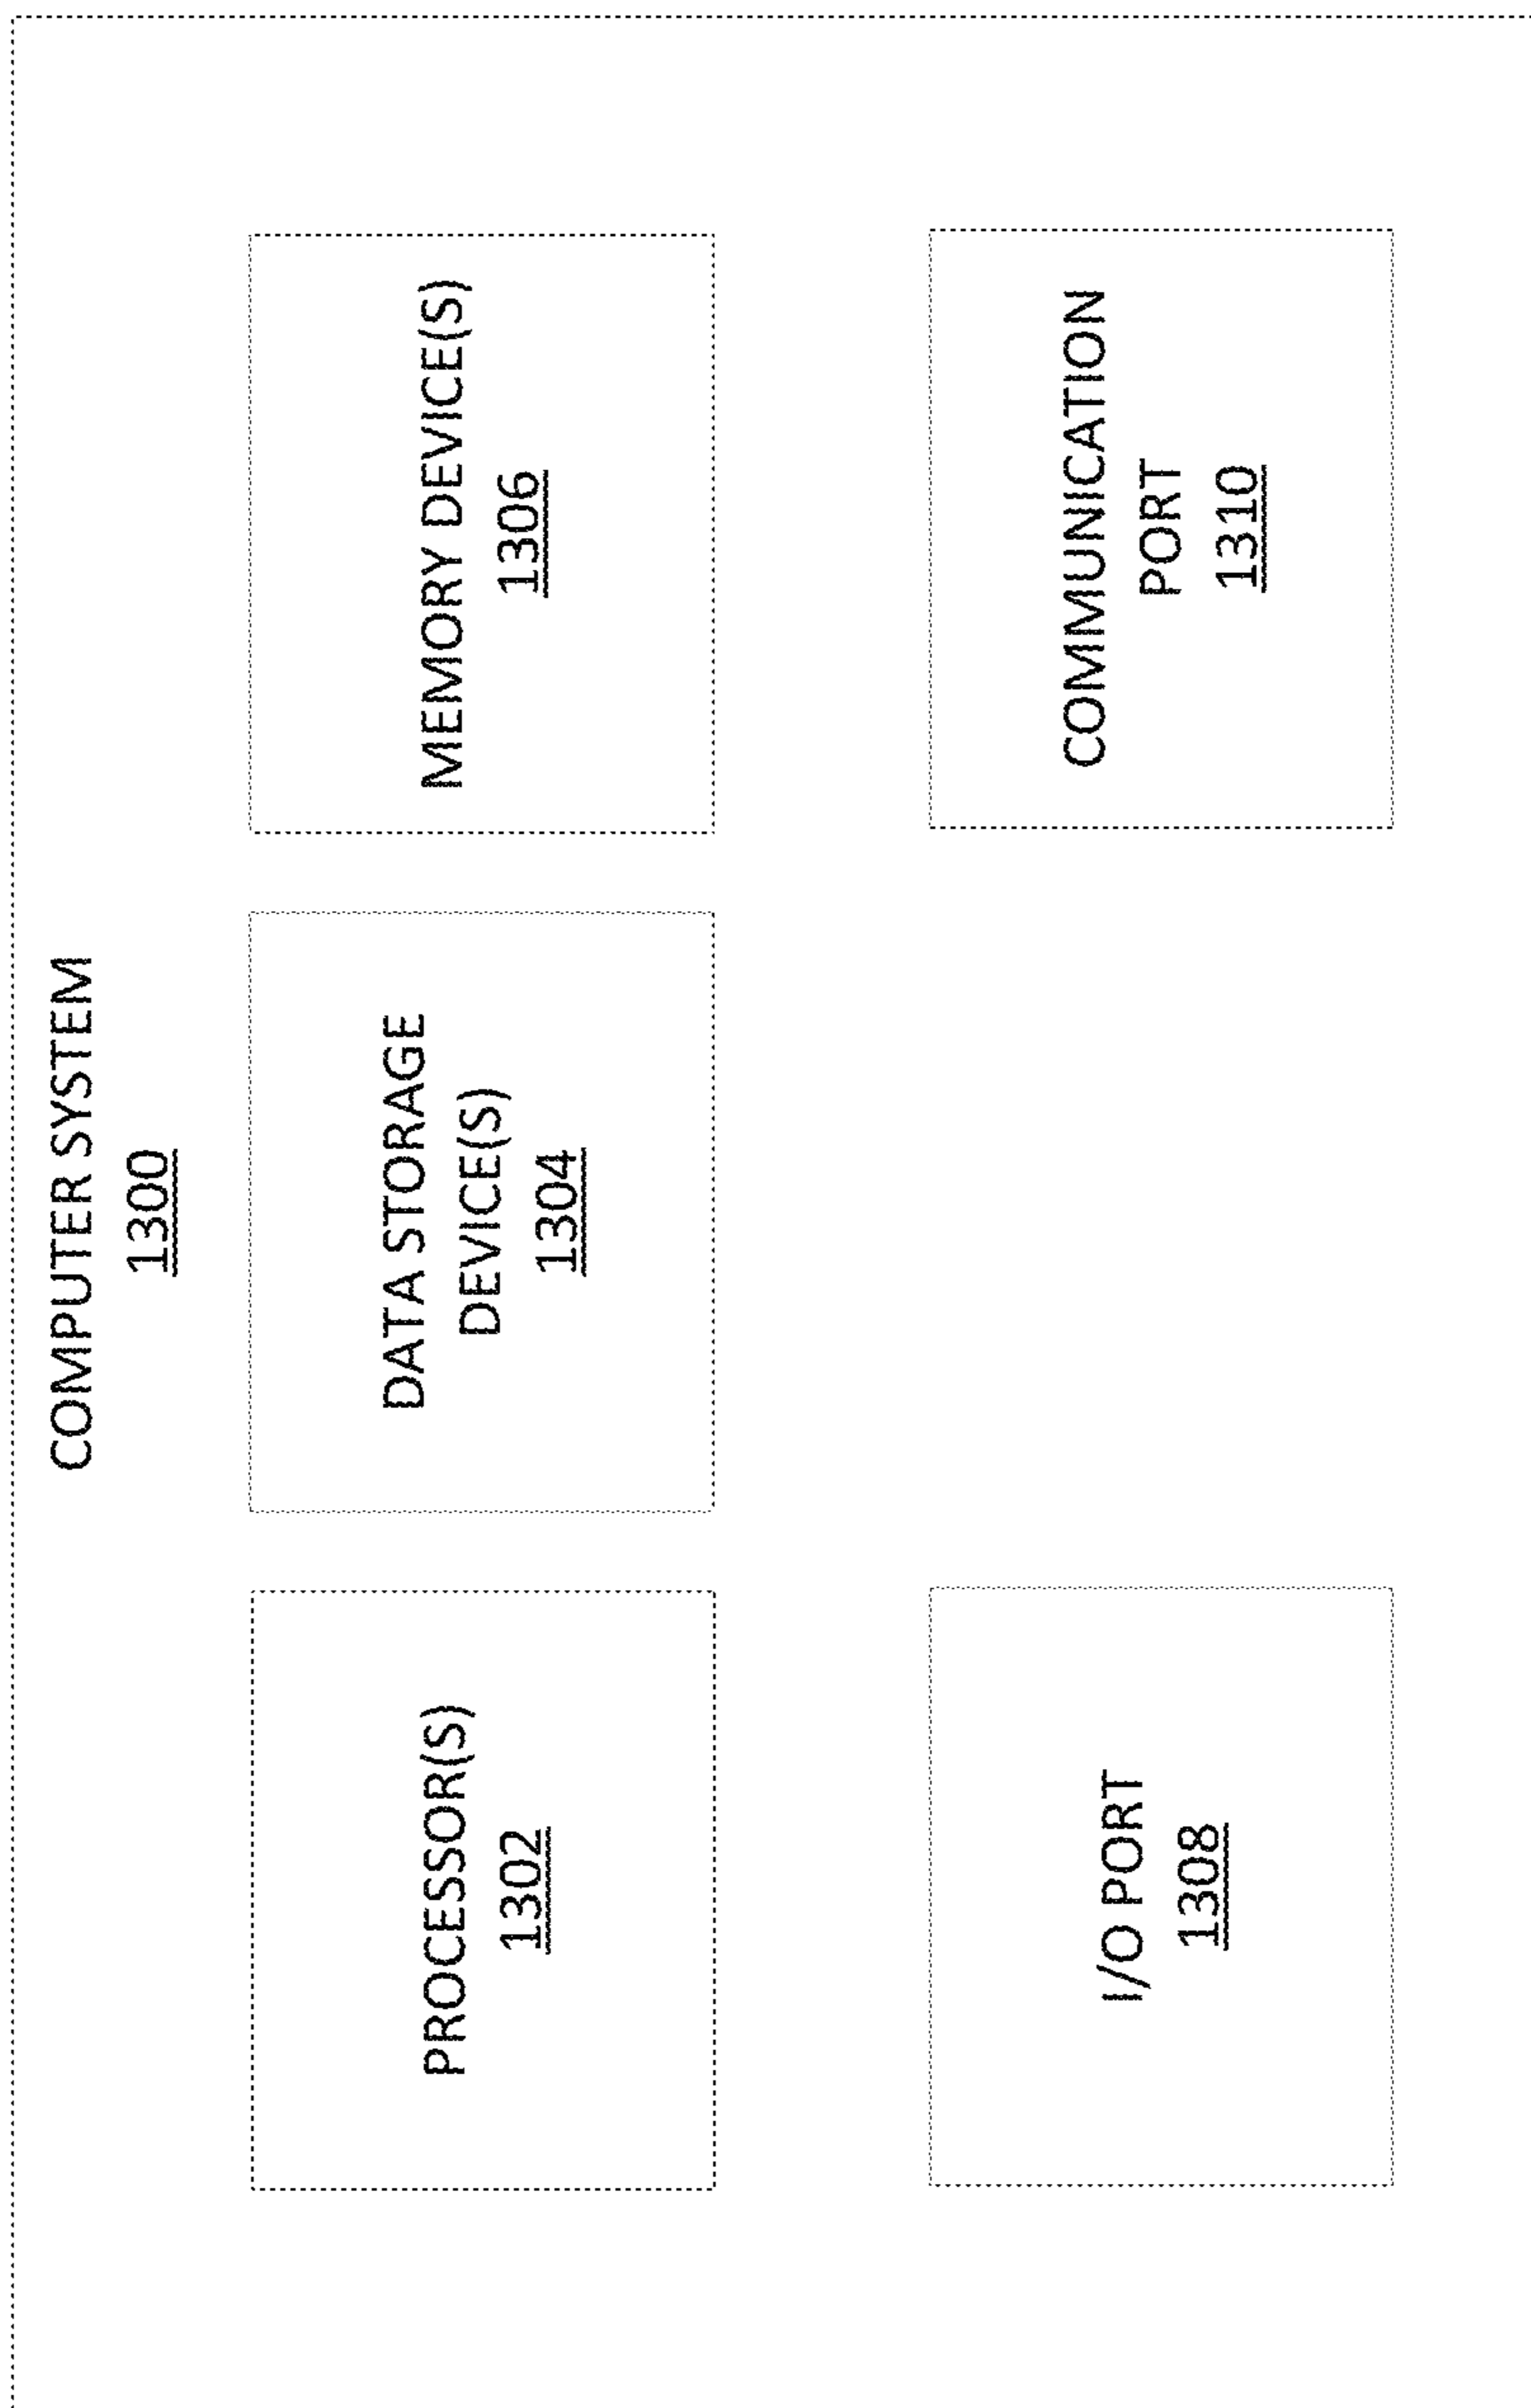 COMPUTER SYSTEM
1300
PROCESSOR(S)
1302
DATA STORAGE
DEVICE(S)
1304
MEMORY DEVICE(S)
1306
I/O PORT
1308
COMMUNICATION
PORT
1310